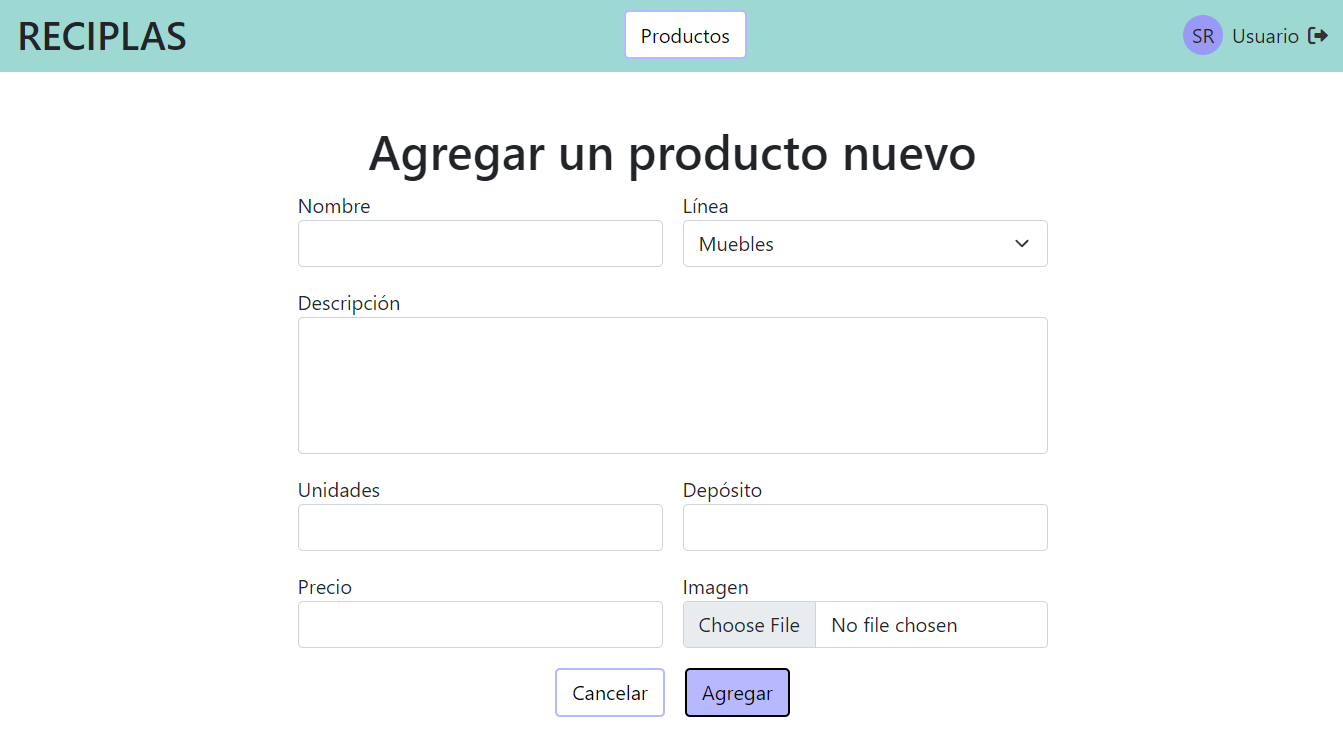 RECIPLAS
Productos
SR Usuario
Agregar un producto nuevo
Nombre
Línea
Muebles
Descripción
Unidades
Depósito
Precio
Imagen
Choose File No file chosen
Cancelar
Agregar